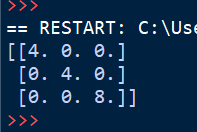 >>>
== RESTART: C:\Use
[[4. 0. 0.]
 [0. 4. 0.]
 [0. 0. 8.]]
>>>